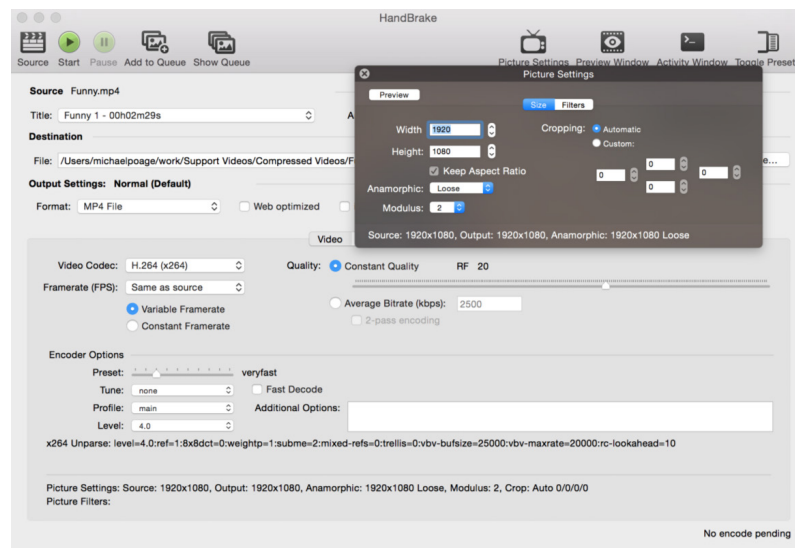 HandBrake
Source Start Pause Add to Queue Show Queue Picture Settings Preview Window Activity Window Toggle Preset
Picture Settings
Preview
Size Filters
Width 1920
Height: 1080
Keep Aspect Ratio
Anamorphic: Loose
Modulus: 2
Cropping: Automatic
Custom:
0
0 0
0
Source: 1920x1080, Output: 1920x1080, Anamorphic: 1920x1080 Loose
Source Funny.mp4
Title: Funny 1 - 00h02m29s A
Destination
File: /Users/michaelpoage/work/Support Videos/Compressed Videos/F e...
Output Settings: Normal (Default)
Format: MP4 File Web optimized
Video
Video Codec: H.264 (x264) Quality: Constant Quality RF 20
Framerate (FPS): Same as source
Variable Framerate Average Bitrate (kbps): 2500
Constant Framerate 2-pass encoding
Encoder Options
Preset: veryfast
Tune: none Fast Decode
Profile: main Additional Options:
Level: 4.0
x264 Unparse: level=4.0:ref=1:8x8dct=0:weightp=1:subme=2:mixed-refs=0:trellis=0:vbv-bufsize=25000:vbv-maxrate=20000:rc-lookahead=10
Picture Settings: Source: 1920x1080, Output: 1920x1080, Anamorphic: 1920x1080 Loose, Modulus: 2, Crop: Auto 0/0/0/0
Picture Filters:
No encode pending